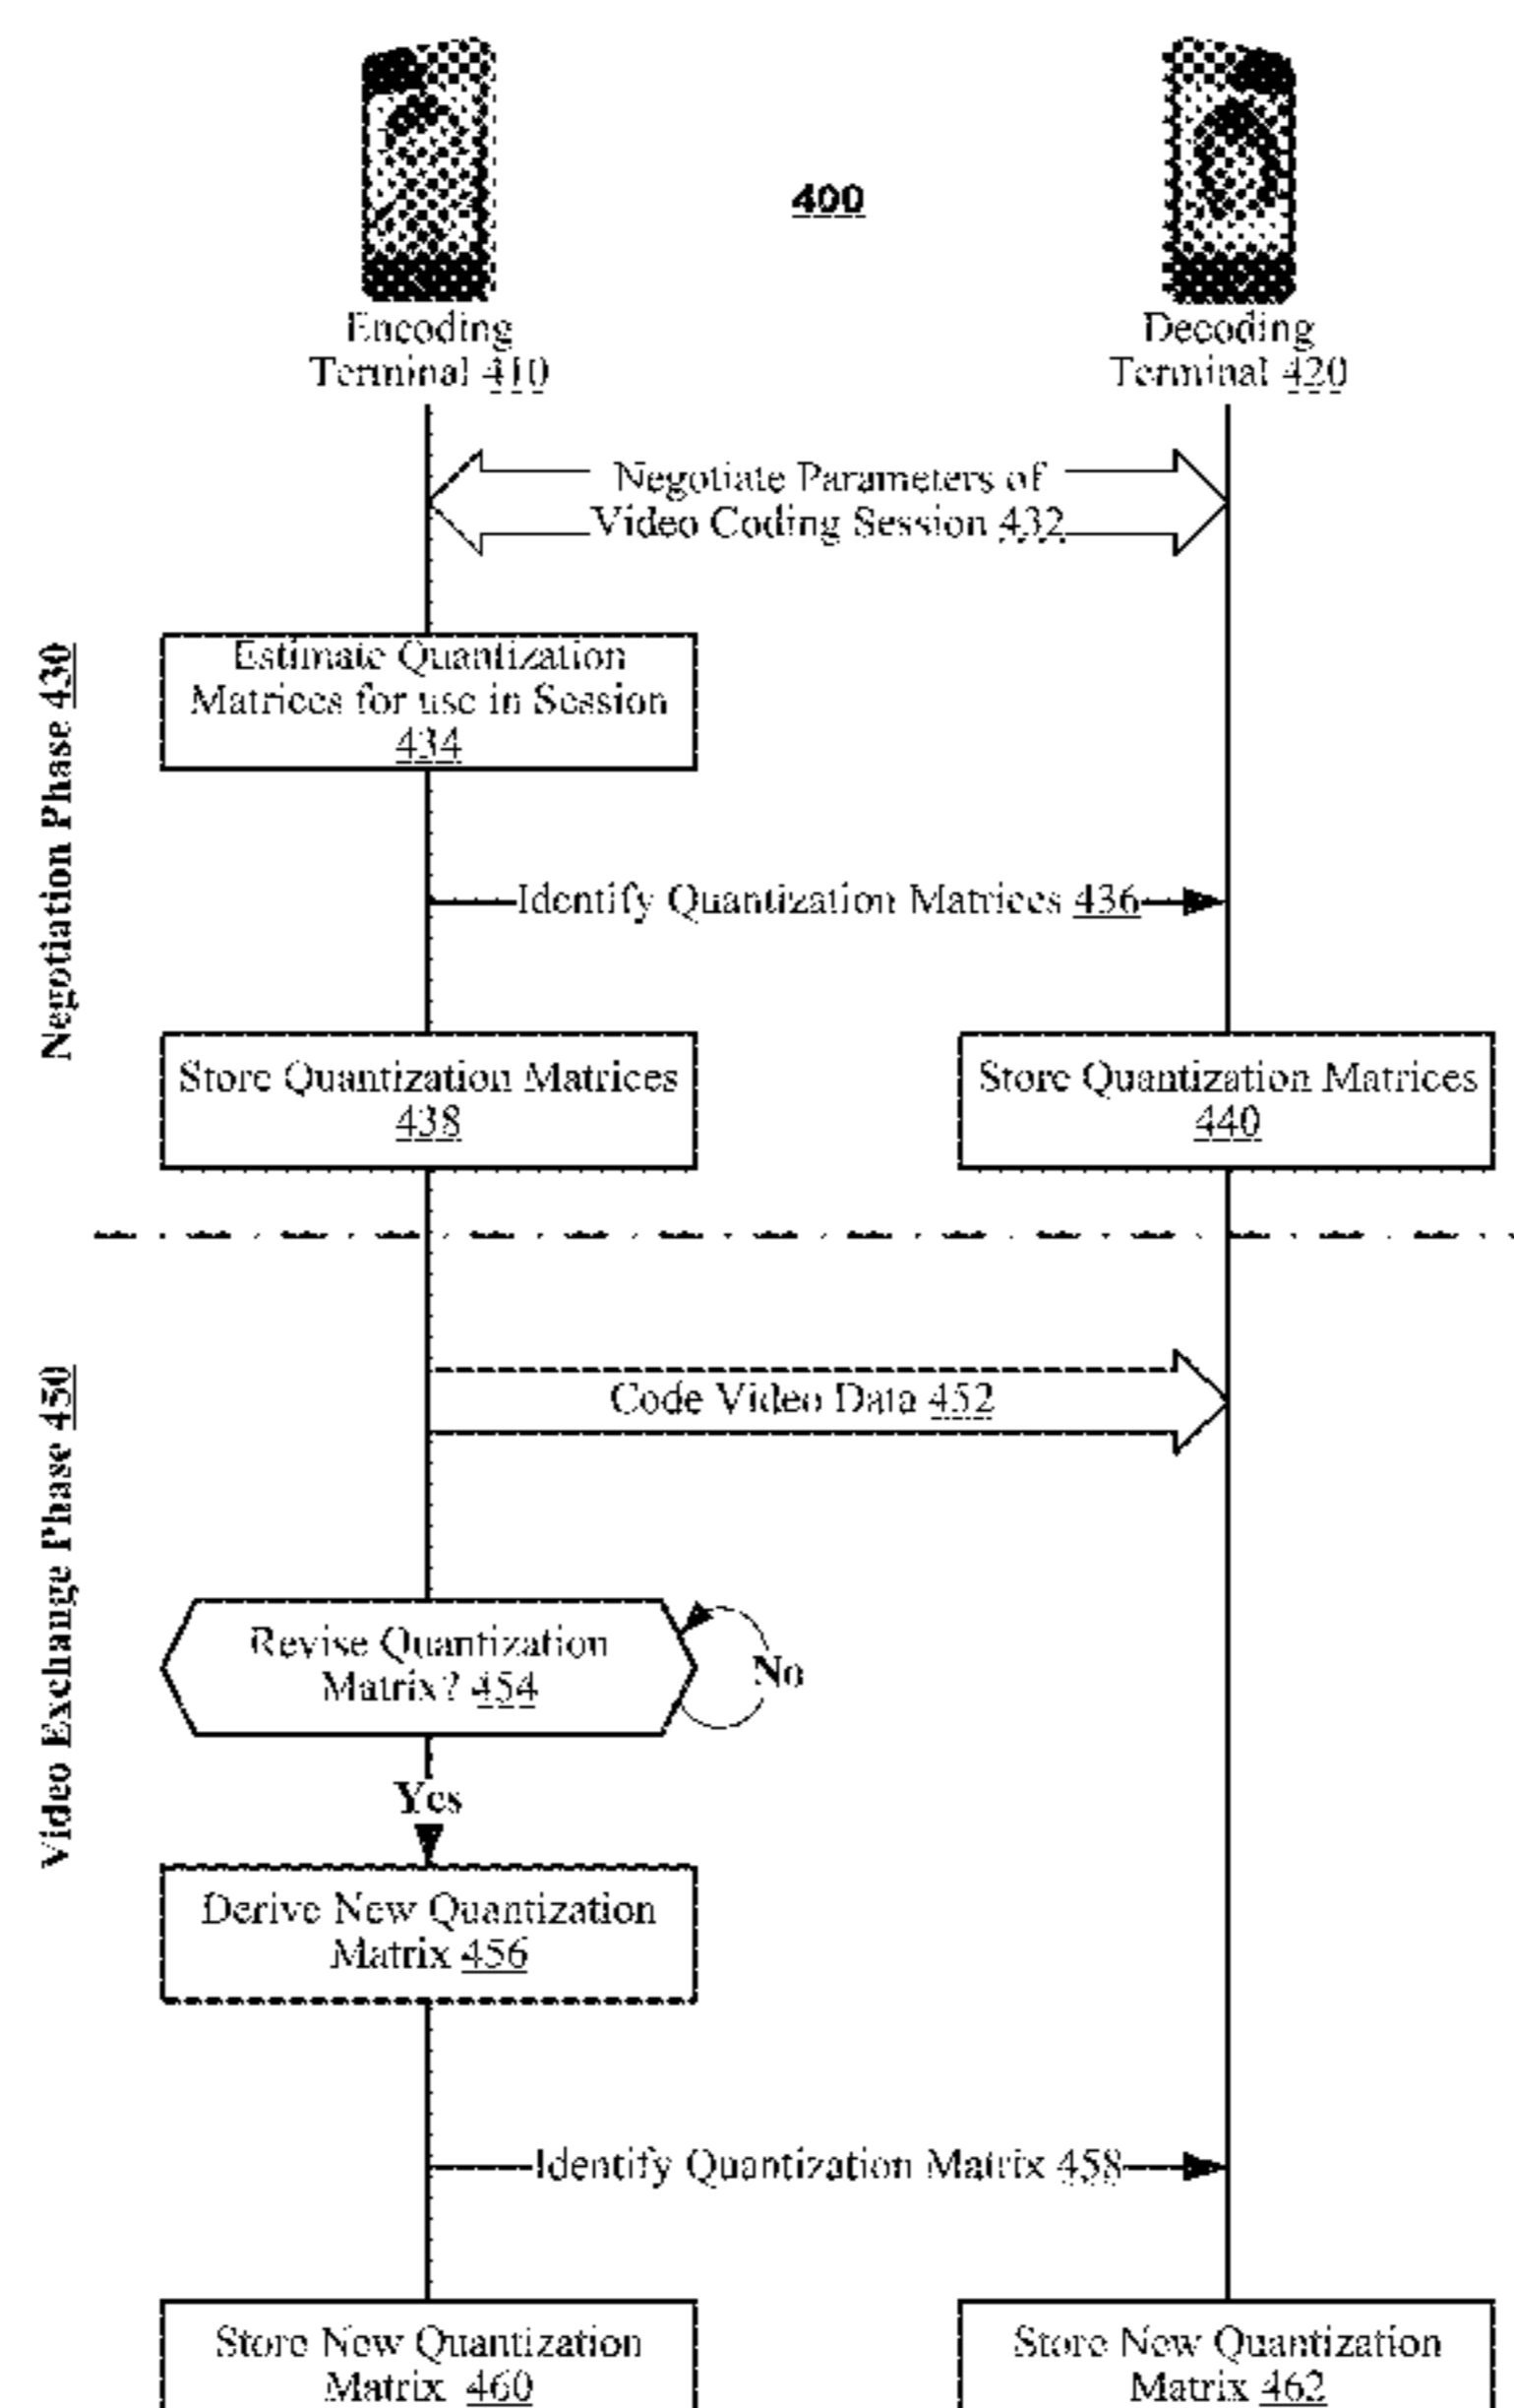 400
Encoding
Terminal 410
Decoding
Terminal 420
Negotiate Parameters of
Video Coding Session 432
Negotiation Phase 430
Estimate Quantization
Matrices for use in Session
434
Identify Quantization Matrices 436
Store Quantization Matrices
438
Store Quantization Matrices
440
Video Exchange Phase 450
Code Video Data 452
Revise Quantization
Matrix? 454
No
Yes
Derive New Quantization
Matrix 456
Identify Quantization Matrix 458
Store New Quantization
Matrix 460
Store New Quantization
Matrix 462